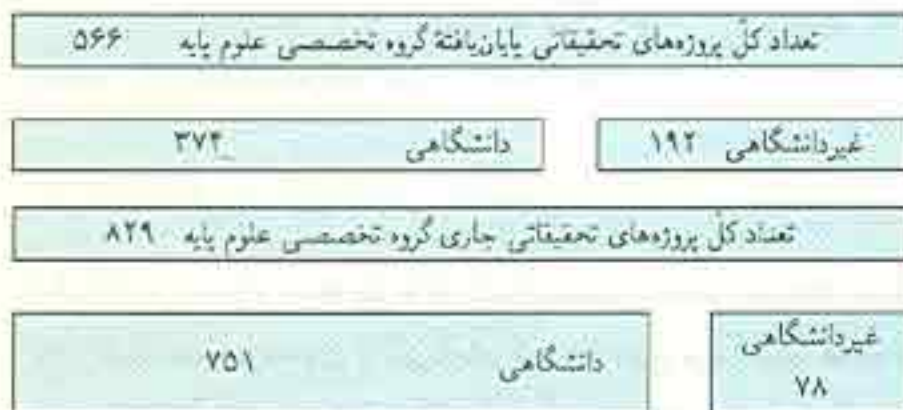 تعداد کلّ پروژه‌های تحقیقاتی پایان‌یافتهٔ گروه تخصصی علوم پایه ۵۶۶
غیردانشگاهی ۱۹۲
دانشگاهی ۳۷۴
تعداد کلّ پروژه‌های تحقیقاتی جاری گروه تخصصی علوم پایه ۸۲۹
غیردانشگاهی
۷۸
دانشگاهی ۷۵۱